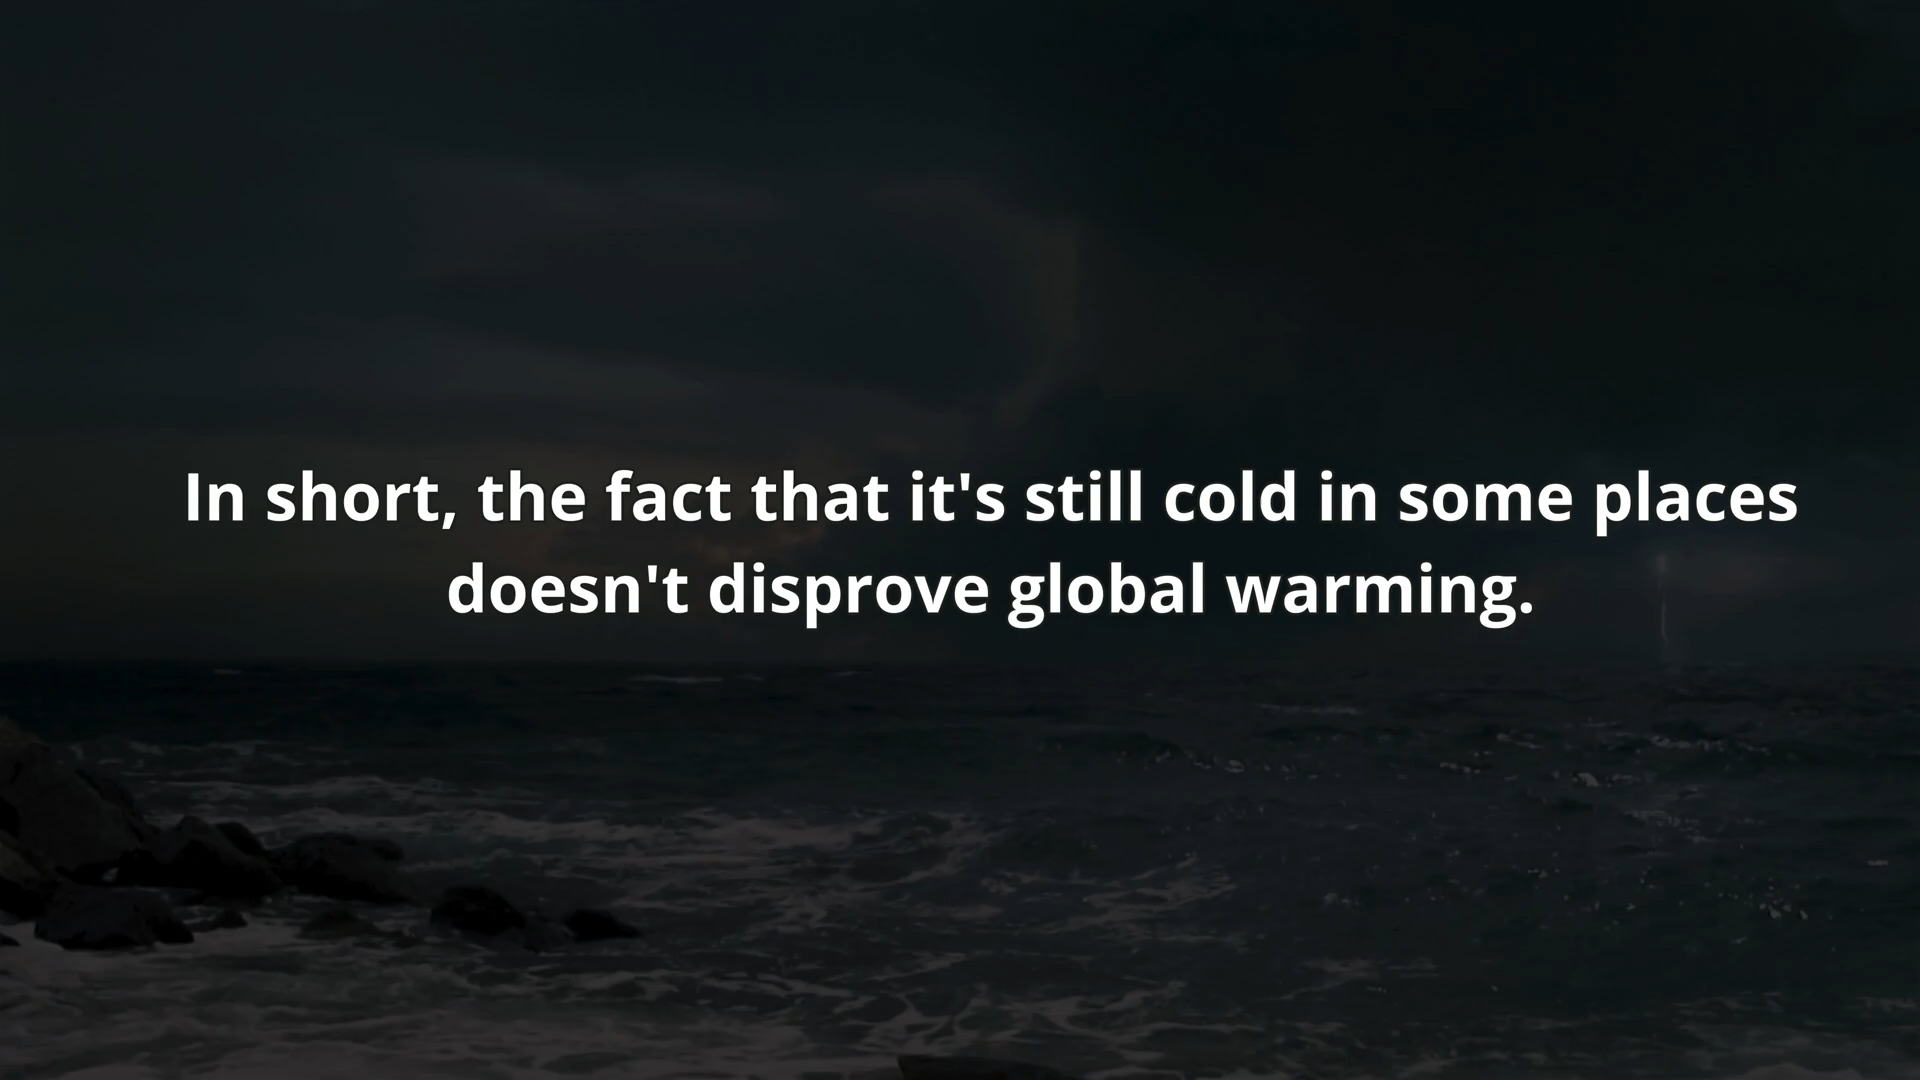 In short, the fact that it's still cold in some places
doesn't disprove global warming.